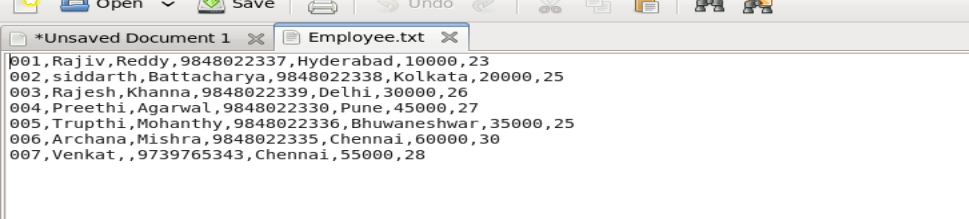 Open Save Undo
*Unsaved Document 1 Employee.txt
001,Rajiv,Reddy,9848022337,Hyderabad,10000,23
002,siddarth,Battacharya,9848022338,Kolkata,20000,25
003,Rajesh,Khanna,9848022339,Delhi,30000,26
004,Preethi,Agarwal,9848022330,Pune,45000,27
005,Trupthi,Mohanthy,9848022336,Bhuwaneshwar,35000,25
006,Archana,Mishra,9848022335,Chennai,60000,30
007,Venkat,,9739765343,Chennai,55000,28